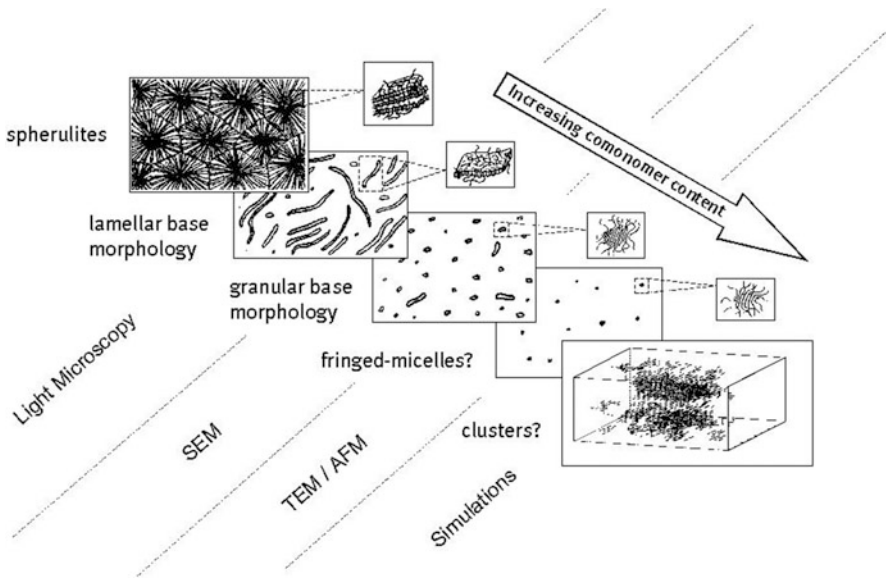 Increasing comonomer content
spherulites
lamellar base
morphology
granular base
morphology
fringed-micelles?
clusters?
Light Microscopy
SEM
TEM / AFM
Simulations